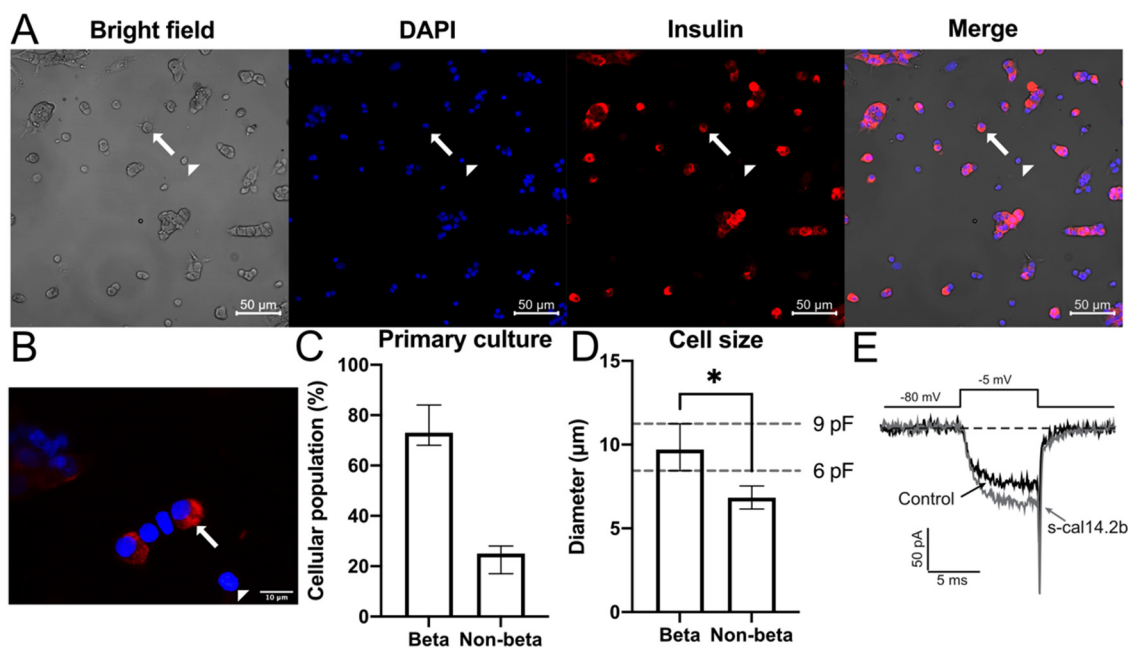 A
Bright field
DAPI
Insulin
Merge
50 µm
50 µm
50 µm
50 µm
B
10 µm
C
Primary culture
Cellular population (%)
100
80
60
40
20
0
Beta
Non-beta
D
Cell size
Diameter (µm)
15
10
5
0
*
9 pF
6 pF
Beta
Non-beta
E
-5 mV
-80 mV
Control
s-cal14.2b
50 pA
5 ms